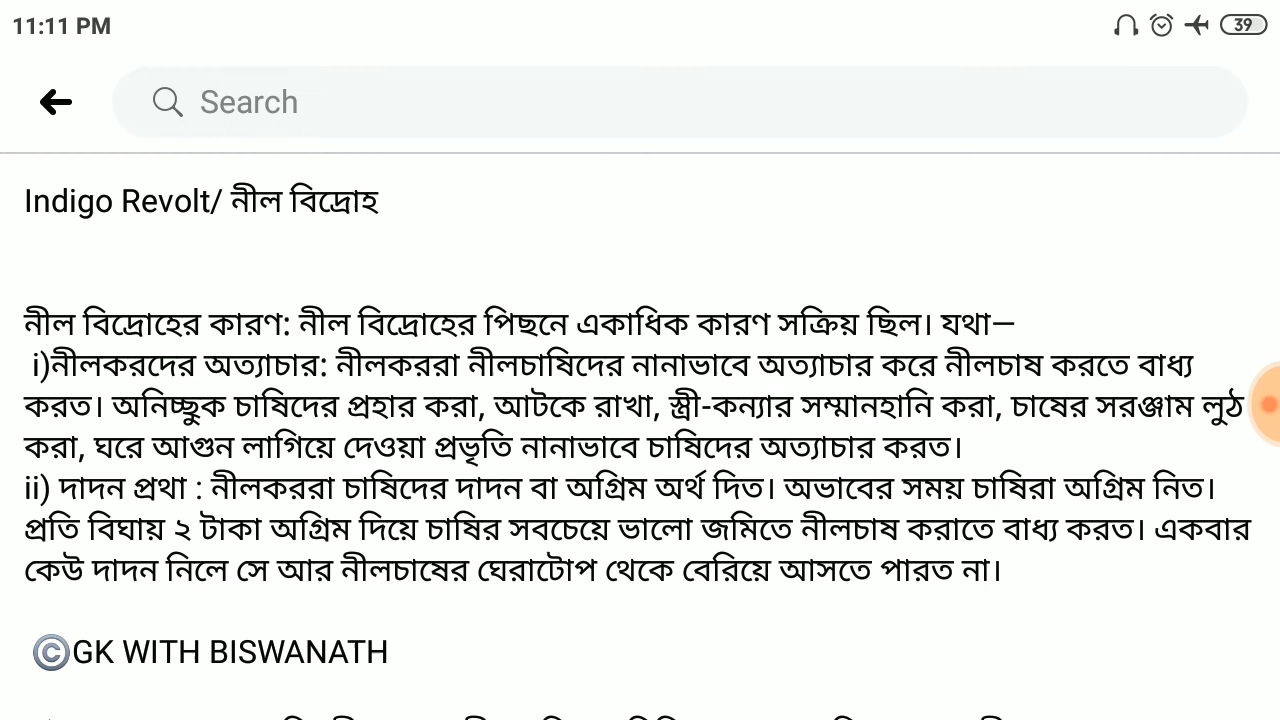 11:11 PM
39
Search
Indigo Revolt/ নীল বিদ্রোহ
নীল বিদ্রোহের কারণ: নীল বিদ্রোহের পিছনে একাধিক কারণ সক্রিয় ছিল। যথা—
i)নীলকরদের অত্যাচার: নীলকররা নীলচাষিদের নানাভাবে অত্যাচার করে নীলচাষ করতে বাধ্য
করত। অনিচ্ছুক চাষিদের প্রহার করা, আটকে রাখা, স্ত্রী-কন্যার সম্মানহানি করা, চাষের সরঞ্জাম লুঠ
করা, ঘরে আগুন লাগিয়ে দেওয়া প্রভৃতি নানাভাবে চাষিদের অত্যাচার করত।
ii) দাদন প্রথা : নীলকররা চাষিদের দাদন বা অগ্রিম অর্থ দিত। অভাবের সময় চাষিরা অগ্রিম নিত।
প্রতি বিঘায় ২ টাকা অগ্রিম দিয়ে চাষির সবচেয়ে ভালো জমিতে নীলচাষ করাতে বাধ্য করত। একবার
কেউ দাদন নিলে সে আর নীলচাষের ঘেরাটোপ থেকে বেরিয়ে আসতে পারত না।
©GK WITH BISWANATH